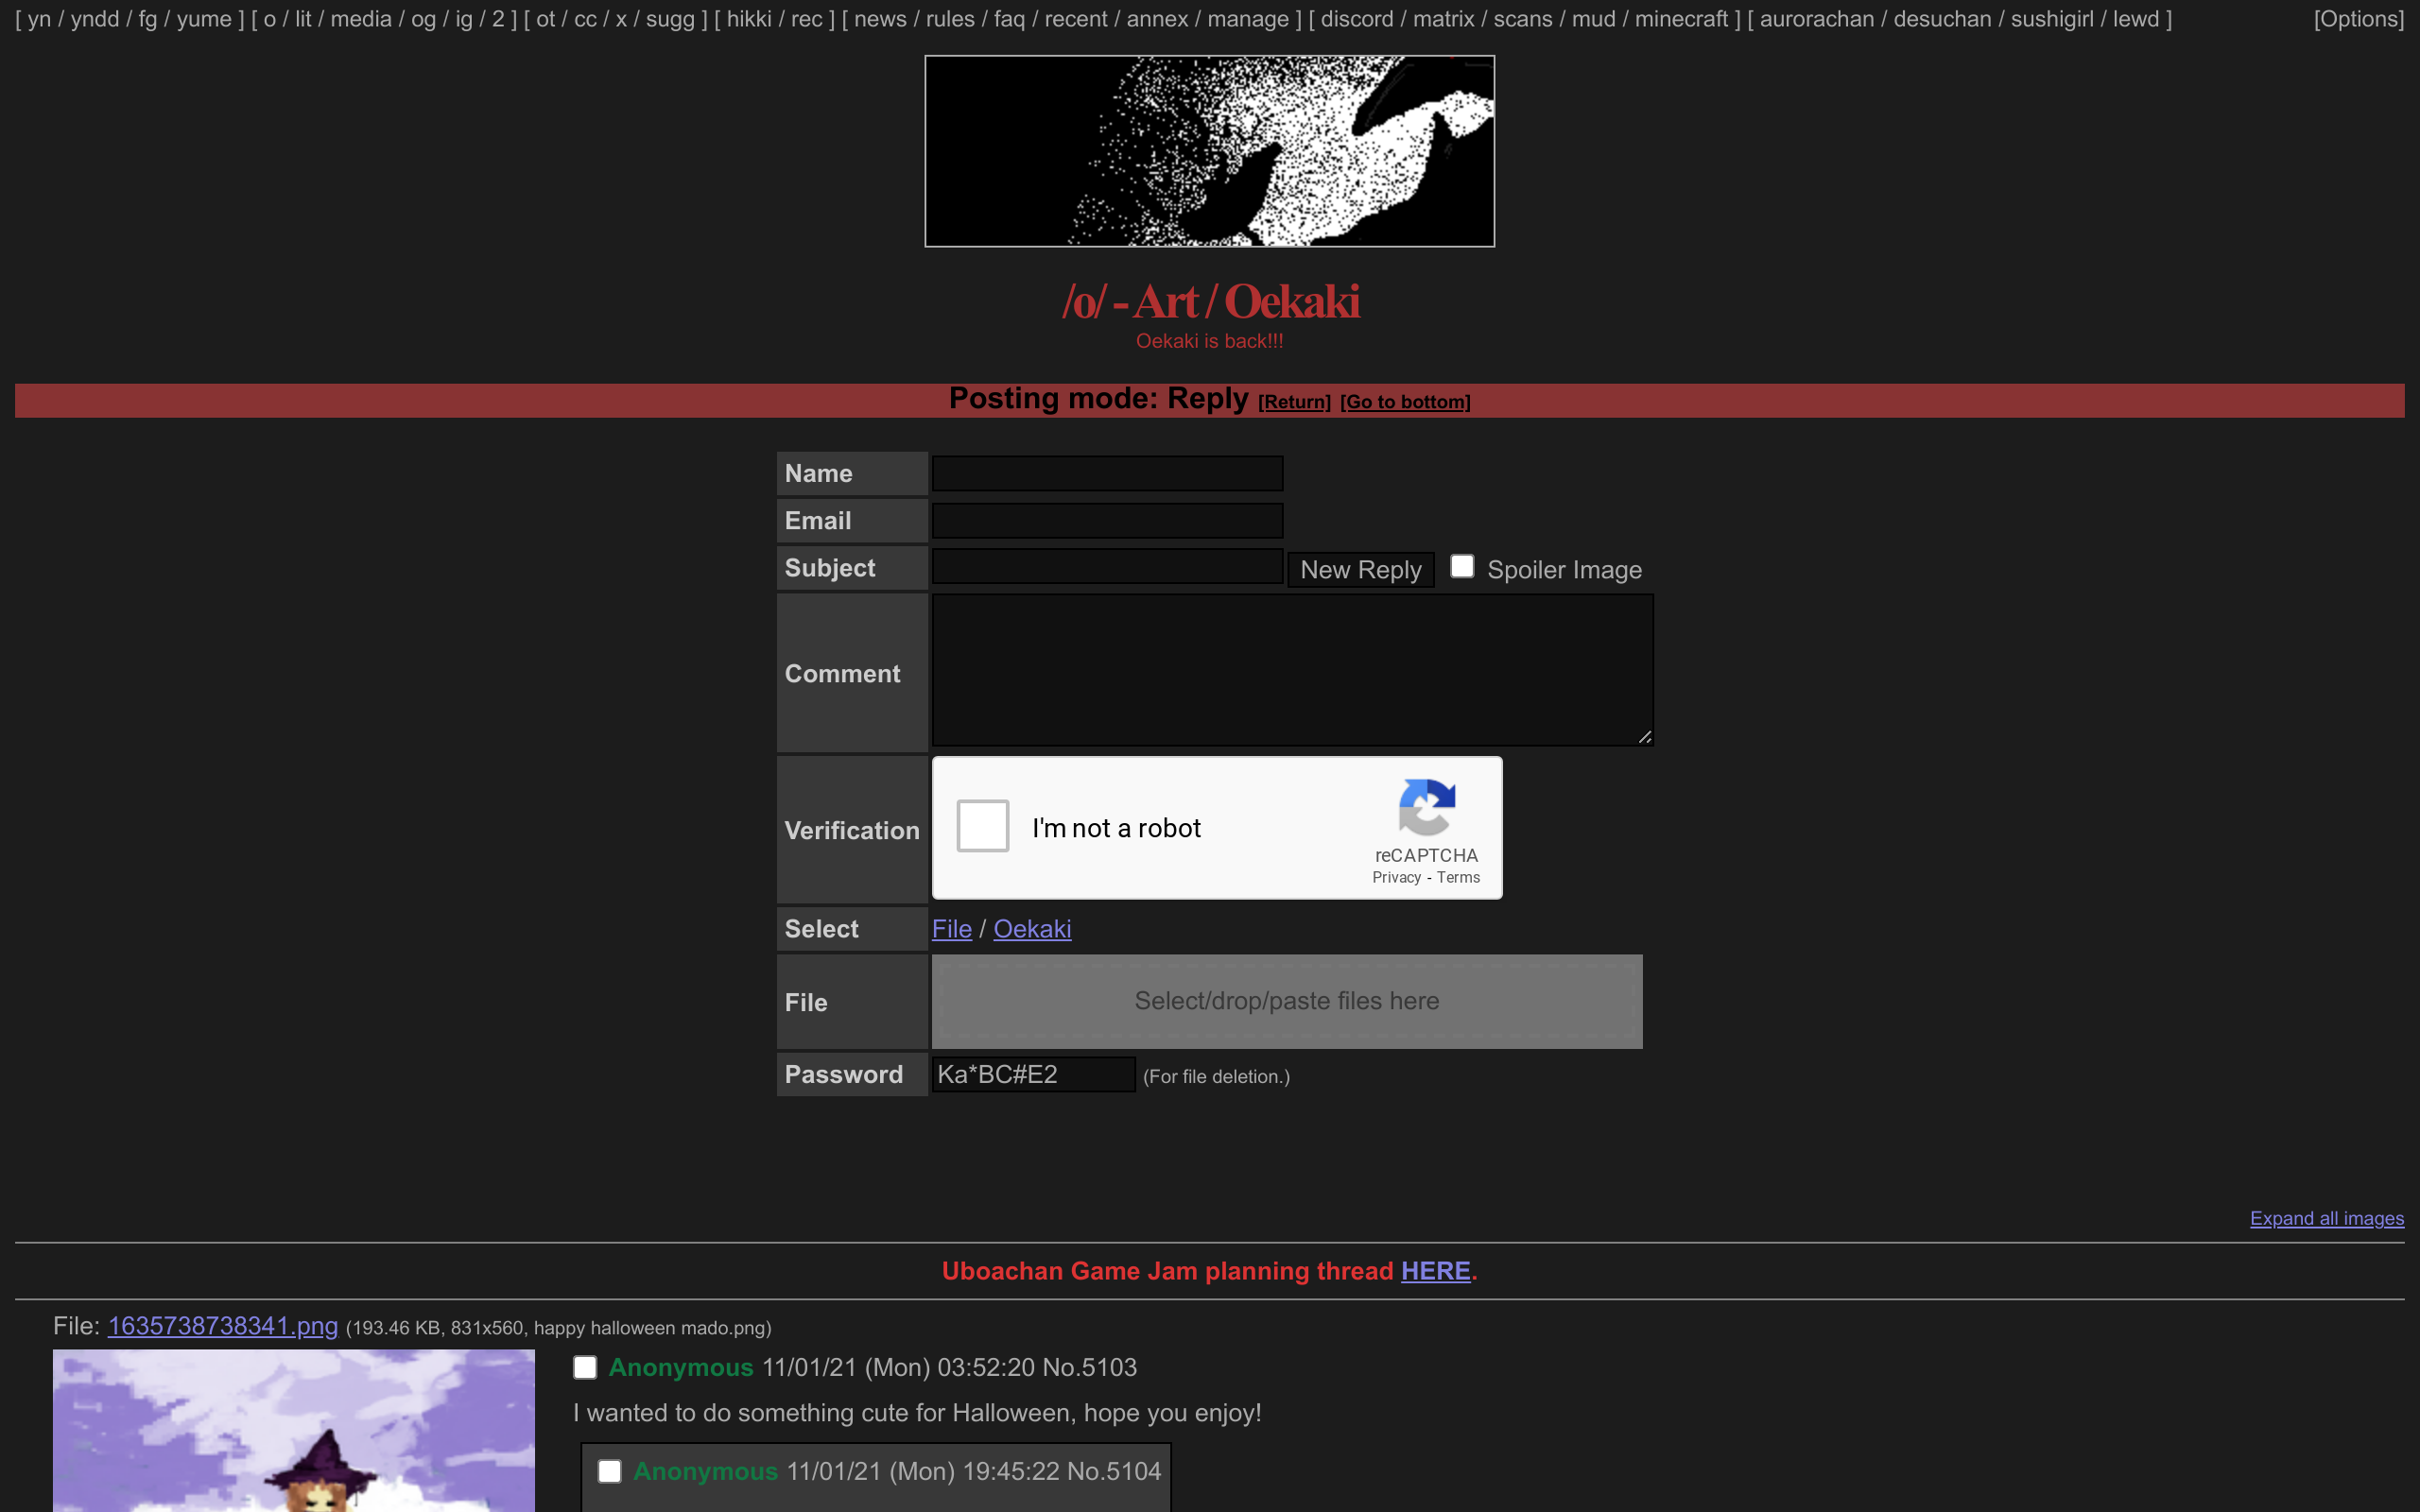 [ yn / yndd / fg / yume ] [ o / lit / media / og / ig / 2 ] [ ot / cc / x / sugg ] [ hikki / rec ] [ news / rules / faq / recent / annex / manage ] [ discord / matrix / scans / mud / minecraft ] [ aurorachan / desuchan / sushigirl / lewd ] [Options]
/o/ - Art / Oekaki
Oekaki is back!!!
Posting mode: Reply [Return] [Go to bottom]
Name
Email
Subject New Reply Spoiler Image
Comment
Verification I'm not a robot
reCAPTCHA
Privacy - Terms
Select File / Oekaki
File Select/drop/paste files here
Password Ka*BC#E2 (For file deletion.)
Expand all images
Uboachan Game Jam planning thread HERE.
File: 1635738738341.png (193.46 KB, 831x560, happy halloween mado.png)
Anonymous 11/01/21 (Mon) 03:52:20 No.5103
I wanted to do something cute for Halloween, hope you enjoy!
Anonymous 11/01/21 (Mon) 19:45:22 No.5104